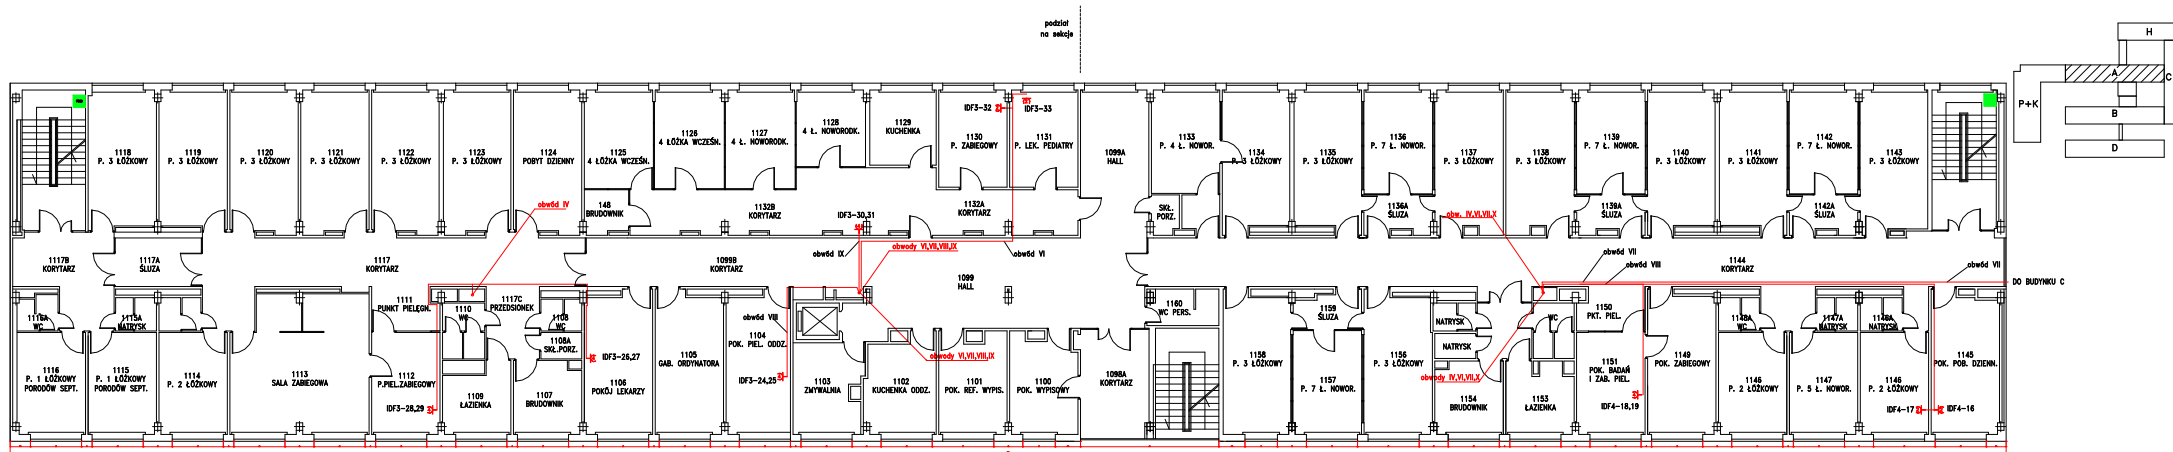 podział
na sekcje
H
A
C
P+K
B
D
IDF3-32
IDF3-33
1118
P. 3 ŁÓŻKOWY
1119
P. 3 ŁÓŻKOWY
1120
P. 3 ŁÓŻKOWY
1121
P. 3 ŁÓŻKOWY
1122
P. 3 ŁÓŻKOWY
1123
P. 3 ŁÓŻKOWY
1124
POBYT DZIENNY
1125
4 ŁÓŻKA WCZEŚN.
1126
4 ŁÓŻKA WCZEŚN.
1127
4 Ł. NOWORODK.
1128
4 Ł. NOWORODK.
1129
KUCHENKA
1130
P. ZABIEGOWY
1131
P. LEK. PEDIATRY
1099A
HALL
1133
P. 4 Ł. NOWOR.
1134
P. 3 ŁÓŻKOWY
1135
P. 3 ŁÓŻKOWY
1136
P. 7 Ł. NOWOR.
1137
P. 3 ŁÓŻKOWY
1138
P. 3 ŁÓŻKOWY
1139
P. 7 Ł. NOWOR.
1140
P. 3 ŁÓŻKOWY
1141
P. 3 ŁÓŻKOWY
1142
P. 7 Ł. NOWOR.
1143
P. 3 ŁÓŻKOWY
obwód IV
148
BRUDOWNIK
1132B
KORYTARZ
IDF3-30,31
1132A
KORYTARZ
SKŁ.
PORZ.
1136A
ŚLUZA
obw. IV,VI,VII,X
1139A
ŚLUZA
1142A
ŚLUZA
1117B
KORYTARZ
1117A
ŚLUZA
1117
KORYTARZ
1099B
KORYTARZ
obwód IX
obwody VI,VII,VIII,IX
obwód VI
1099
HALL
obwód VII
obwód VIII
1144
KORYTARZ
obwód VII
DO BUDYNKU C
1116A
WC
1115A
NATRYSK
1111
PUNKT PIELĘGN.
1110
WC
1117C
PRZEDSIONEK
1108
WC
1108A
SKŁ.PORZ.
obwód VIII
1104
POK. PIEL. ODDZ.
1160
WC PERS.
1159
ŚLUZA
NATRYSK
NATRYSK
WC
1150
PKT. PIEL.
1148A
WC
1147A
NATRYSK
1146A
NATRYSK
1116
P. 1 ŁÓŻKOWY
PORODÓW SEPT.
1115
P. 1 ŁÓŻKOWY
PORODÓW SEPT.
1114
P. 2 ŁÓŻKOWY
1113
SALA ZABIEGOWA
1112
P.PIEL.ZABIEGOWY
IDF3-28,29
1109
ŁAZIENKA
1107
BRUDOWNIK
IDF3-26,27
1106
POKÓJ LEKARZY
1105
GAB. ORDYNATORA
IDF3-24,25
1103
ZMYWALNIA
obwody VI,VII,VIII,IX
1102
KUCHENKA ODDZ.
1101
POK. REF. WYPIS.
1100
POK. WYPISOWY
1098A
KORYTARZ
1158
P. 3 ŁÓŻKOWY
1157
P. 7 Ł. NOWOR.
1156
P. 3 ŁÓŻKOWY
obwody IV,VI,VII,X
1154
BRUDOWNIK
1153
ŁAZIENKA
1151
POK. BADAŃ
I ZAB. PIEL.
IDF4-18,19
1149
POK. ZABIEGOWY
1146
P. 2 ŁÓŻKOWY
1147
P. 5 Ł. NOWOR.
1146
P. 2 ŁÓŻKOWY
1145
POK. POB. DZIENN.
IDF4-17
IDF4-16